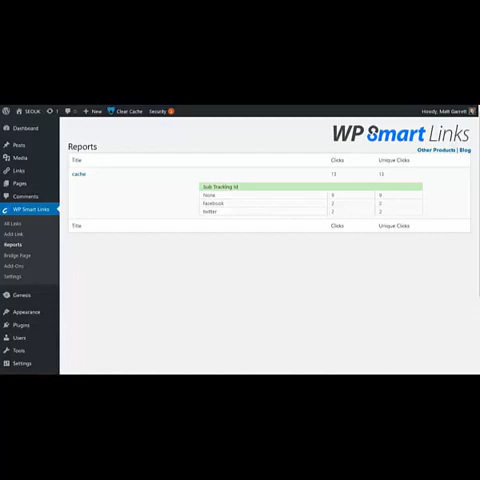 SEOUK 1 New Clear Cache Security Howdy, Matt Garrett
Dashboard
Posts
Media
Links
Pages
Comments
WP Smart Links
All Links
Add Link
Reports
Bridge Page
Add-Ons
Settings
Genesis
Appearance
Plugins
Users
Tools
Settings
WP Smart Links
Other Products | Blog
Reports
Title Clicks Unique Clicks
cache 13 13
Sub Tracking Id
None 9 9
facebook 2 2
twitter 2 2
Title Clicks Unique Clicks